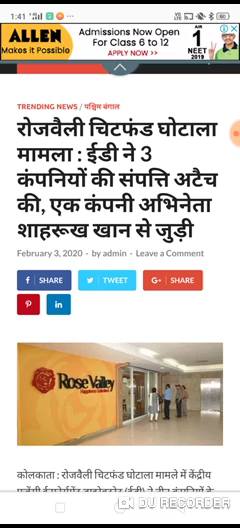 1:41
ALLEN
Makes it Possible
Admissions Now Open
For Class 6 to 12
APPLY NOW >>
AIR
1
NEET
2019
TRENDING NEWS / पश्चिम बंगाल
रोजवैली चिटफंड घोटाला
मामला : ईडी ने 3
कंपनियों की संपत्ति अटैच
की, एक कंपनी अभिनेता
शाहरूख खान से जुड़ी
February 3, 2020 - by admin - Leave a Comment
SHARE
TWEET
SHARE
Rose Valley
कोलकाता : रोजवैली चिटफंड घोटाला मामले में केंद्रीय
DU RECORDER